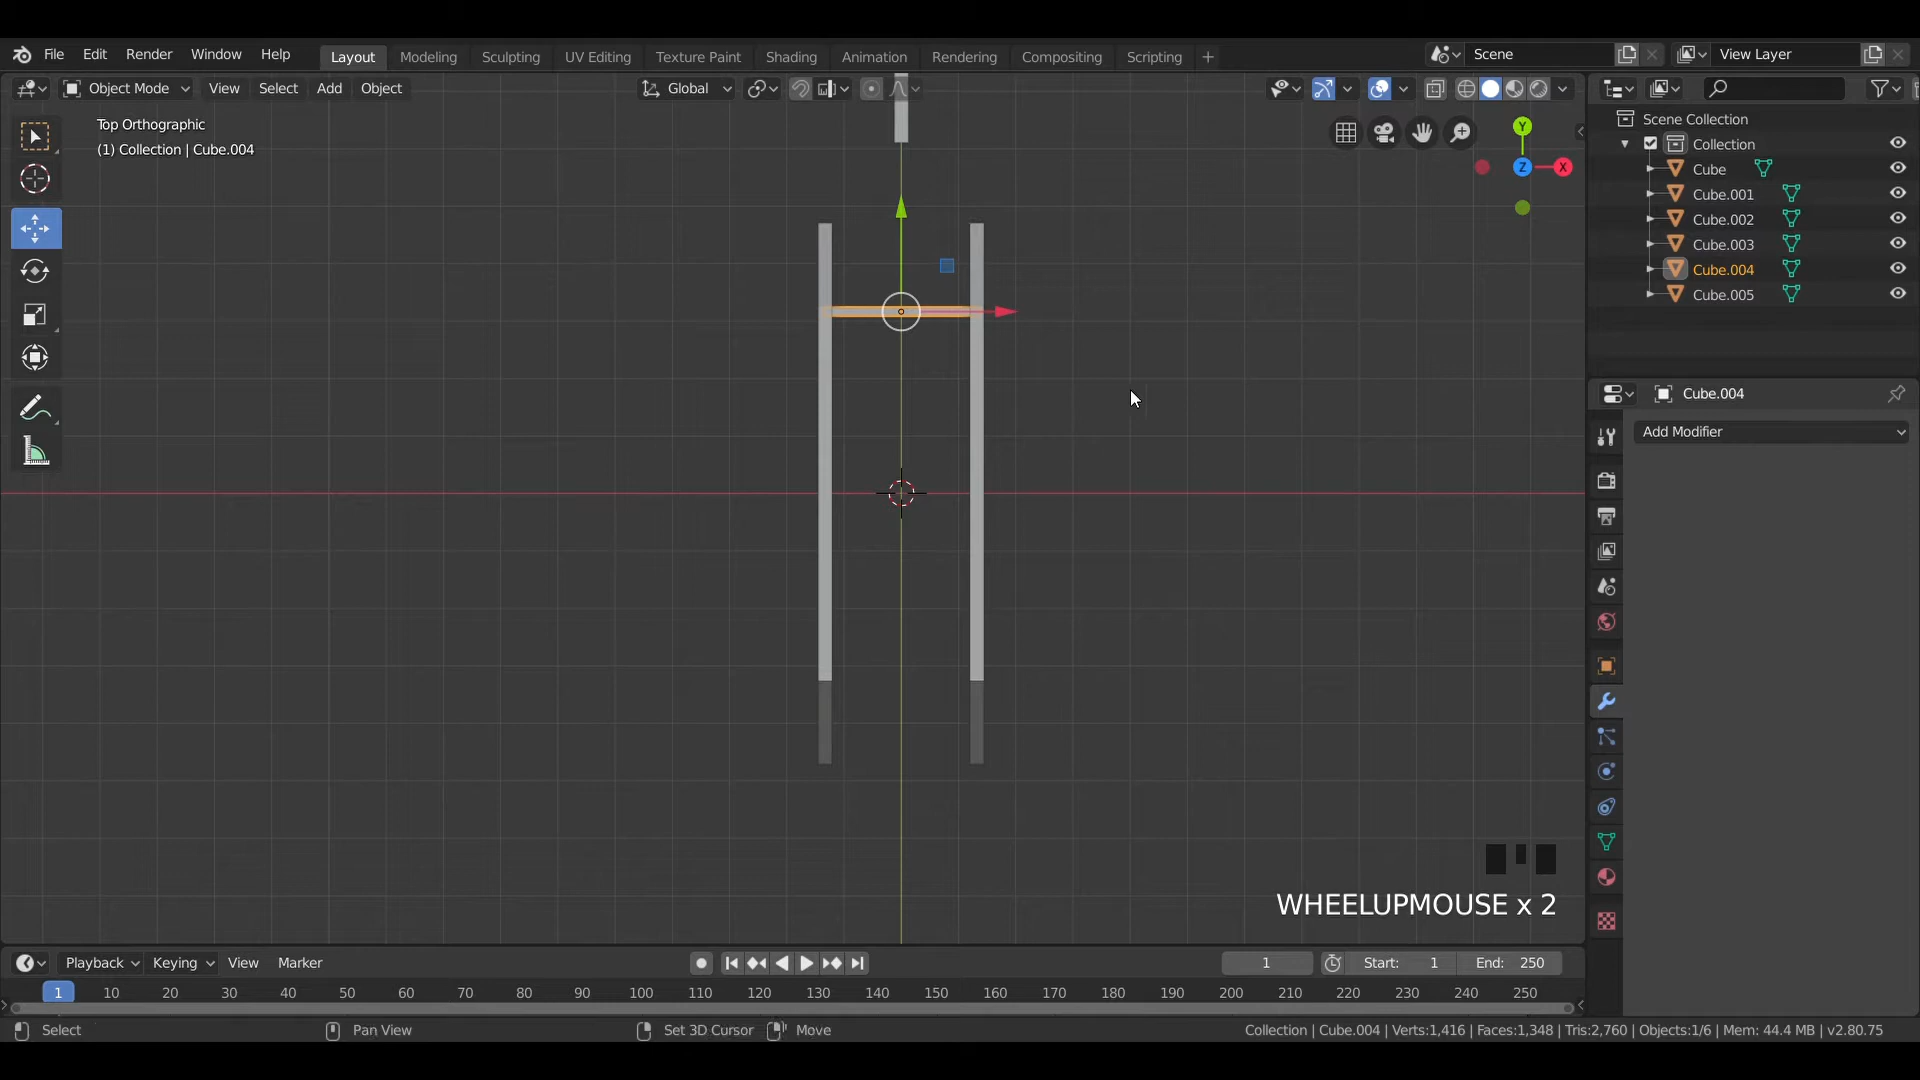 File Edit Render Window Help Layout Modeling Sculpting UV Editing Texture Paint Shading Animation Rendering Compositing Scripting + Scene View Layer
Object Mode View Select Add Object Global
Top Orthographic
(1) Collection | Cube.004
Y
Z X
Scene Collection
Collection
Cube
Cube.001
Cube.002
Cube.003
Cube.004
Cube.005
Cube.004
Add Modifier
WHEELUPMOUSE x 2
Playback Keying View Marker 1 Start: 1 End: 250
1 10 20 30 40 50 60 70 80 90 100 110 120 130 140 150 160 170 180 190 200 210 220 230 240 250
Select Pan View Set 3D Cursor Move Collection | Cube.004 | Verts:1,416 | Faces:1,348 | Tris:2,760 | Objects:1/6 | Mem: 44.4 MB | v2.80.75